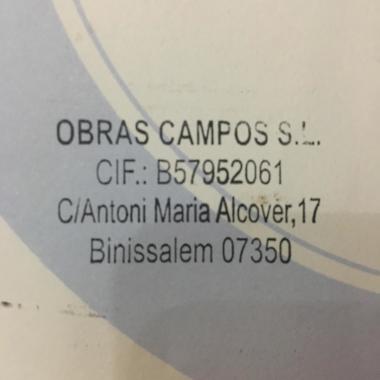 OBRAS CAMPOS S.L.
CIF.: B57952061
C/Antoni Maria Alcover,17
Binissalem 07350